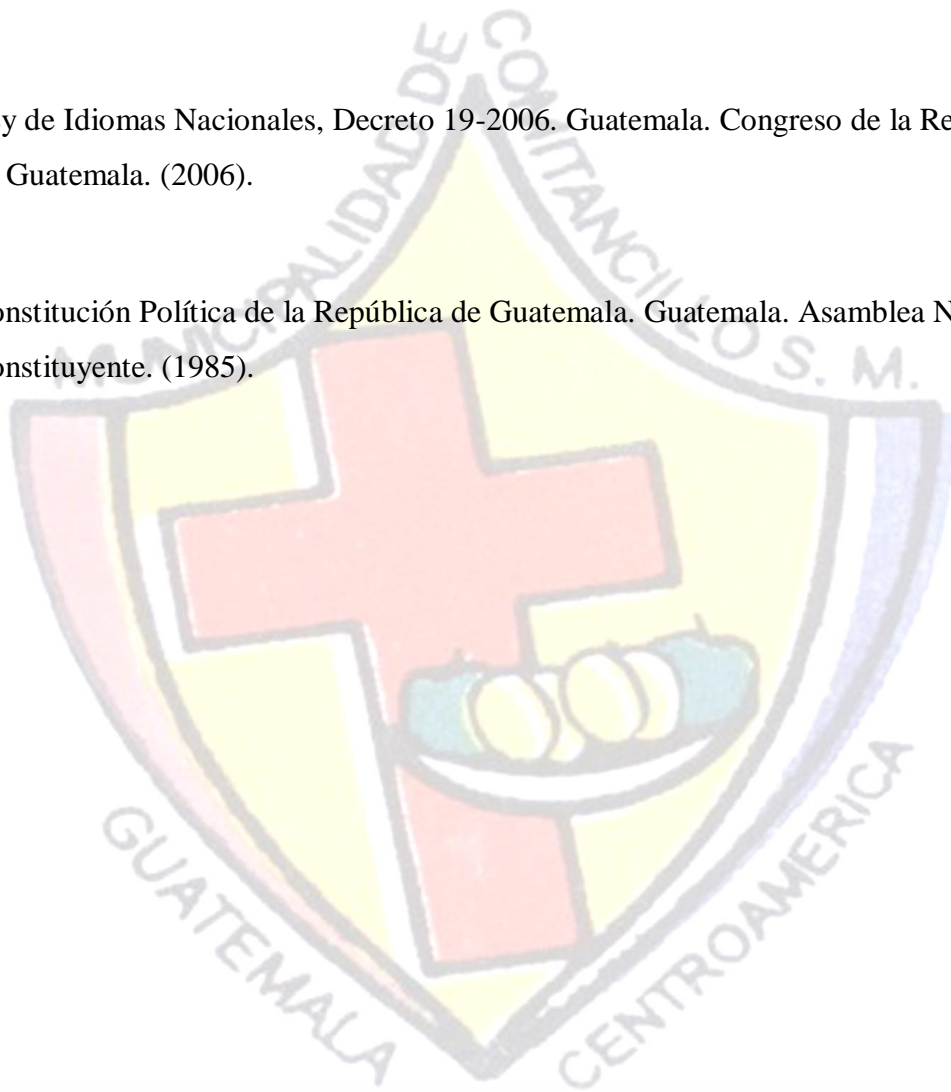 y de Idiomas Nacionales, Decreto 19-2006. Guatemala. Congreso de la Re
Guatemala. (2006).
onstitución Política de la República de Guatemala. Guatemala. Asamblea N
onstituyente. (1985).
MUNICIPALIDAD DE COMITANCILLO S. M.
GUATEMALA CENTROAMERICA